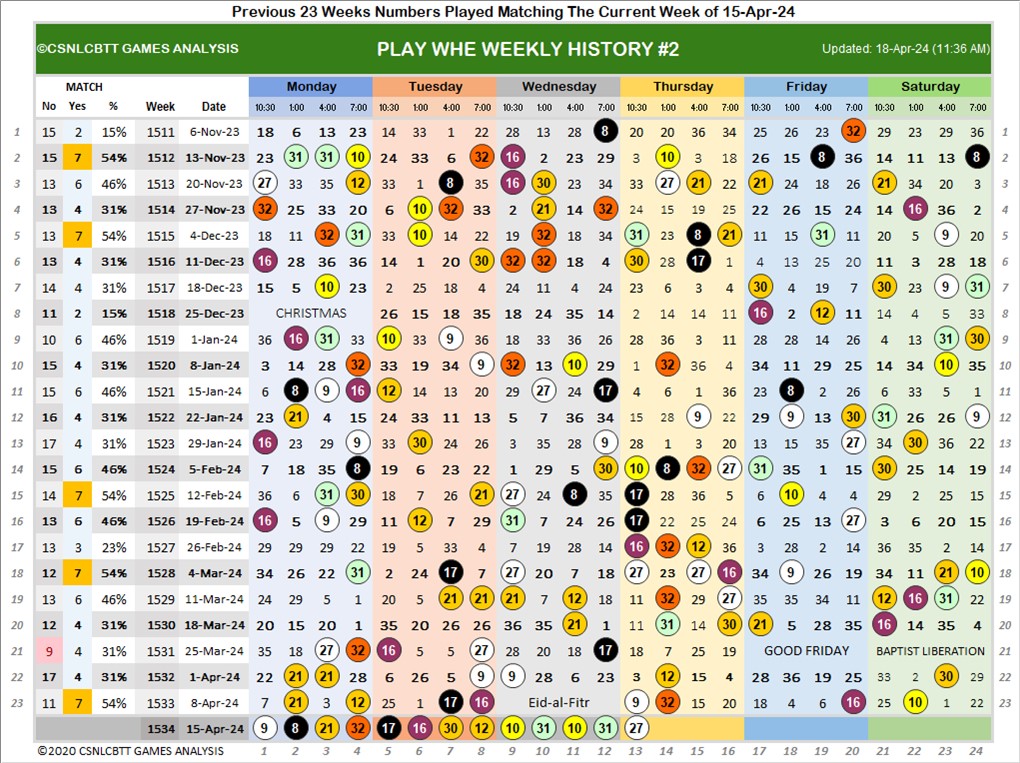 Previous 23 Weeks Numbers Played Matching The Current Week of 15-Apr-24
©CSNLCBTT GAMES ANALYSIS PLAY WHE WEEKLY HISTORY #2 Updated: 18-Apr-24 (11:36 AM)
MATCH Monday Tuesday Wednesday Thursday Friday Saturday
No Yes % Week Date 10:30 1:00 4:00 7:00 10:30 1:00 4:00 7:00 10:30 1:00 4:00 7:00 10:30 1:00 4:00 7:00 10:30 1:00 4:00 7:00 10:30 1:00 4:00 7:00
1 15 2 15% 1511 6-Nov-23 18 6 13 23 14 33 1 22 28 13 28 8 20 20 36 34 25 26 23 32 29 23 29 36 1
2 15 7 54% 1512 13-Nov-23 23 31 31 10 24 33 6 32 16 2 23 29 3 10 3 18 26 15 8 36 14 11 13 8 2
3 13 6 46% 1513 20-Nov-23 27 33 35 12 33 1 8 35 16 30 23 34 33 27 21 22 21 24 18 26 21 34 20 3 3
4 13 4 31% 1514 27-Nov-23 32 25 33 20 6 10 32 33 2 21 14 32 24 15 19 25 22 26 15 24 14 16 36 2 4
5 13 7 54% 1515 4-Dec-23 18 11 32 31 33 10 14 22 19 32 18 34 31 23 8 21 11 15 31 11 20 5 9 20 5
6 13 4 31% 1516 11-Dec-23 16 28 36 36 14 1 20 30 32 32 18 4 30 28 17 1 4 13 25 20 11 3 28 18 6
7 14 4 31% 1517 18-Dec-23 15 5 10 23 2 25 18 4 24 11 4 24 23 6 3 4 30 4 19 7 30 23 9 31 7
8 11 2 15% 1518 25-Dec-23 CHRISTMAS 26 15 18 35 18 24 35 14 2 14 14 11 16 2 12 11 14 4 5 33 8
9 10 6 46% 1519 1-Jan-24 36 16 31 33 10 33 9 36 18 33 36 26 28 36 3 11 28 28 14 26 4 13 31 30 9
10 15 4 31% 1520 8-Jan-24 3 14 28 32 33 19 34 9 32 13 10 29 1 32 36 4 34 11 29 25 14 34 10 35 10
11 15 6 46% 1521 15-Jan-24 6 8 9 16 12 14 13 20 29 27 24 17 4 6 1 36 23 8 2 11 6 33 5 1 11
12 16 4 31% 1522 22-Jan-24 23 21 4 15 24 33 11 13 5 7 36 34 15 28 9 22 29 9 13 30 31 26 26 9 12
13 17 4 31% 1523 29-Jan-24 16 23 29 9 33 30 24 26 3 35 28 9 28 1 3 20 13 15 35 27 34 30 36 22 13
14 15 6 46% 1524 5-Feb-24 7 18 35 8 19 6 23 22 1 29 5 30 10 8 32 27 31 35 1 15 30 25 14 19 14
15 14 7 54% 1525 12-Feb-24 36 6 31 30 18 7 26 21 27 24 8 35 17 28 36 5 6 10 4 4 29 2 25 15 15
16 13 6 46% 1526 19-Feb-24 16 5 9 29 11 12 7 29 31 7 24 26 17 22 25 24 6 25 13 27 3 6 20 15 16
17 13 3 23% 1527 26-Feb-24 29 29 29 22 19 5 33 4 7 19 28 14 16 32 12 36 3 28 2 14 36 35 2 14 17
18 12 7 54% 1528 4-Mar-24 34 26 22 31 2 24 17 7 27 20 7 18 27 23 27 16 34 9 26 19 34 11 21 10 18
19 13 6 46% 1529 11-Mar-24 24 29 5 1 20 5 21 21 21 7 12 18 11 32 29 27 35 35 34 11 12 16 31 22 19
20 12 4 31% 1530 18-Mar-24 20 15 20 1 35 20 26 26 36 35 21 1 11 31 14 30 21 5 28 35 16 14 35 4 20
21 9 4 31% 1531 25-Mar-24 35 18 27 32 16 5 5 27 28 20 18 17 18 7 25 19 GOOD FRIDAY BAPTIST LIBERATION 21
22 17 4 31% 1532 1-Apr-24 22 21 21 28 6 26 5 9 9 28 6 23 3 12 15 4 28 36 19 25 33 2 30 29 22
23 11 7 54% 1533 8-Apr-24 7 21 3 12 25 1 17 16 Eid-al-Fitr 9 32 15 20 18 4 6 16 25 10 1 22 23
1534 15-Apr-24 9 8 21 32 17 16 30 12 10 31 10 31 27
©2020 CSNLCBTT GAMES ANALYSIS 1 2 3 4 5 6 7 8 9 10 11 12 13 14 15 16 17 18 19 20 21 22 23 24